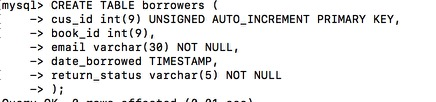 [mysql> CREATE TABLE borrowers (
-> cus_id int(9) UNSIGNED AUTO_INCREMENT PRIMARY KEY,
-> book_id int(9),
-> email varchar(30) NOT NULL,
-> date_borrowed TIMESTAMP,
-> return_status varchar(5) NOT NULL
-> );
Query OK, 0 rows affected (0.01 sec)